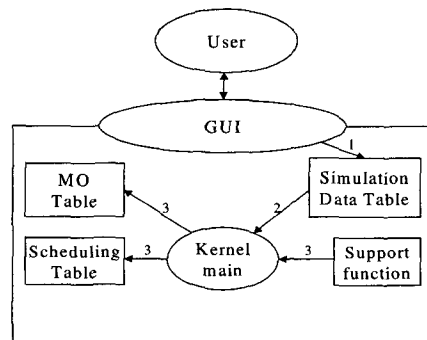 User
GUI
1
MO
Table
Simulation
Data Table
3
2
Scheduling
Table
3
Kernel
main
3
Support
function